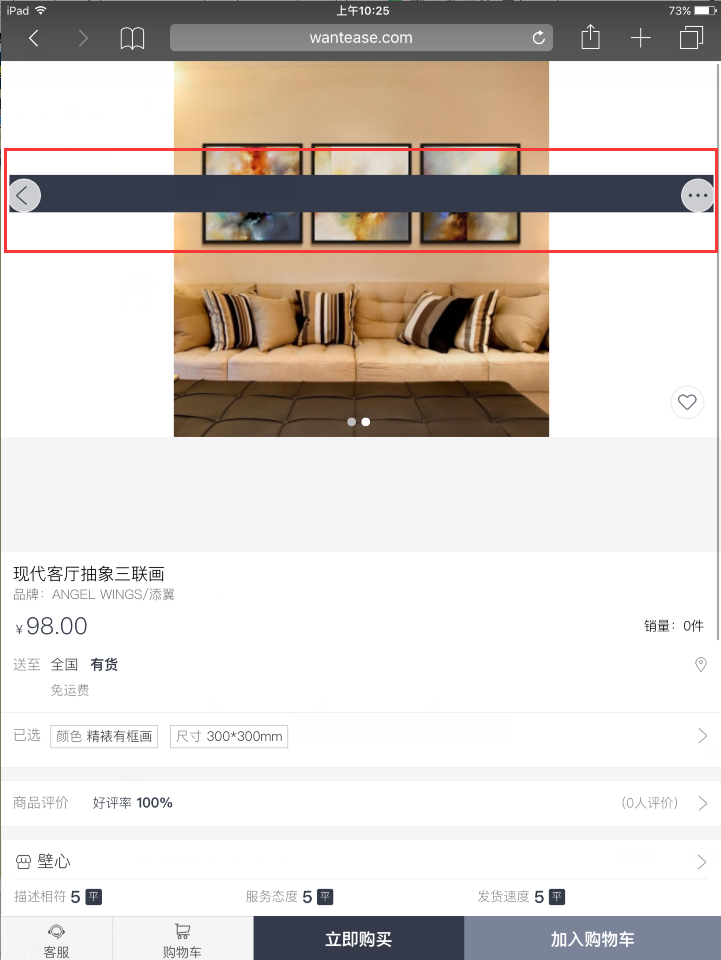 iPad 上午10:25 73%
wantease.com
现代客厅抽象三联画
品牌：ANGEL WINGS/添翼
¥98.00 销量：0件
送至 全国 有货
免运费
已选 颜色 精裱有框画 尺寸 300*300mm
商品评价 好评率 100% (0人评价)
壁心
描述相符 5 平 服务态度 5 平 发货速度 5 平
客服 购物车 立即购买 加入购物车